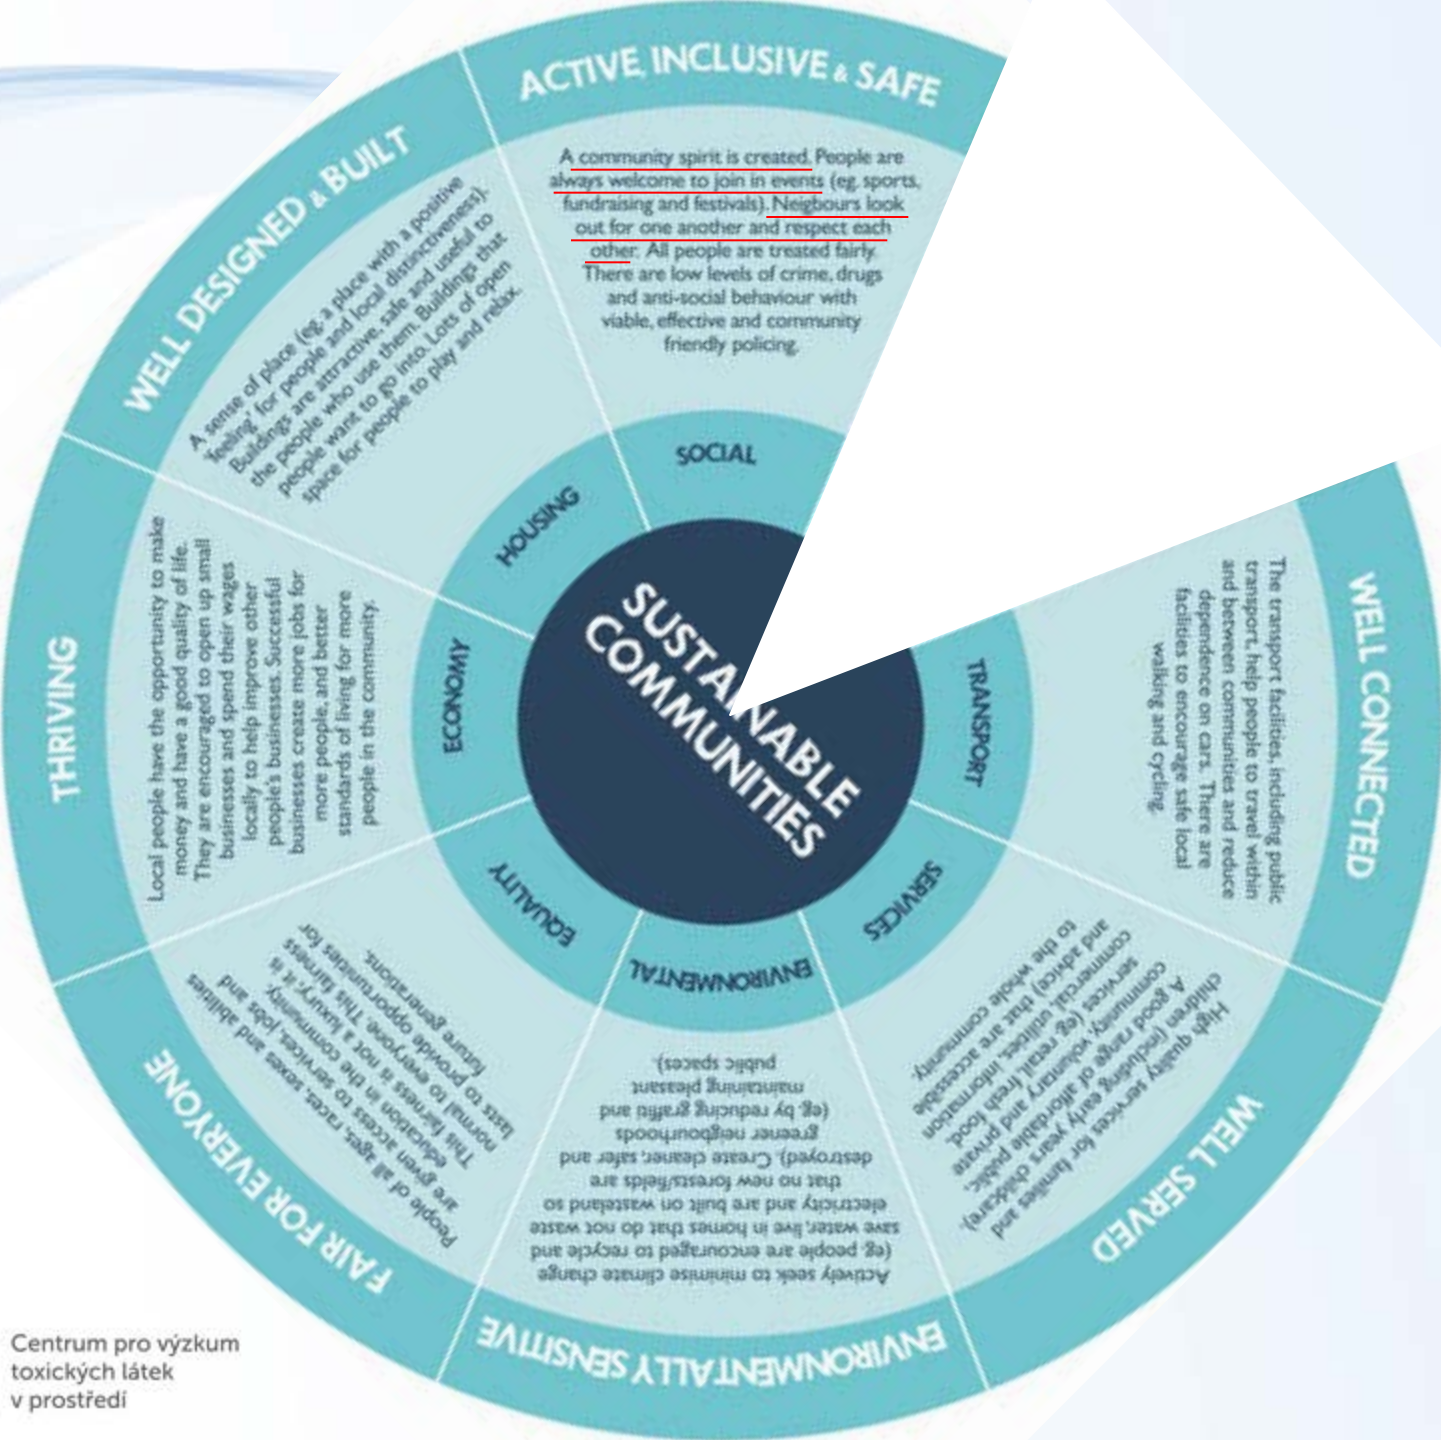 ACTIVE, INCLUSIVE & SAFE
A community spirit is created. People are
always welcome to join in events (eg. sports,
fundraising and festivals). Neigbours look
out for one another and respect each
other. All people are treated fairly.
There are low levels of crime, drugs
and anti-social behaviour with
viable, effective and community
friendly policing.
SOCIAL
WELL CONNECTED
The transport facilities, including public
transport, help people to travel within
and between communities and reduce
dependence on cars. There are
facilities to encourage safe local
walking and cycling.
TRANSPORT
WELL SERVED
High quality services for families and
children (including early years childcare).
A good range of affordable public,
community, voluntary and private
services (eg. retail, fresh food,
commercial, utilities, information
and advice) that are accessible
to the whole community.
SERVICES
ENVIRONMENTALLY SENSITIVE
Actively seek to minimise climate change
(eg. people are encouraged to recycle and
save water, live in homes that do not waste
electricity and are built on wasteland so
that no new forests/fields are
destroyed). Create cleaner, safer and
greener neigbourhoods
(eg. by reducing graffiti and
maintaining pleasant
public spaces)
ENVIRONMENTAL
FAIR FOR EVERYONE
People of all ages, races, sexes and abilities
are given access to services, jobs and
education in the community.
This fairness is not a luxury; it is
normal to everyone. This fairness
lasts to provide opportunities for
future generations.
EQUALITY
THRIVING
Local people have the opportunity to make
money and have a good quality of life.
They are encouraged to open up small
businesses and spend their wages
locally to help improve other
people's businesses. Successful
businesses create more jobs for
more people, and better
standards of living for more
people in the community.
ECONOMY
WELL DESIGNED & BUILT
A sense of place (eg. a place with a positive
'feeling' for people and local distinctiveness).
Buildings are attractive, safe and useful to
the people who use them. Buildings that
people want to go into. Lots of open
space for people to play and relax.
HOUSING
SUSTAINABLE
COMMUNITIES
Centrum pro výzkum
toxických látek
v prostředí